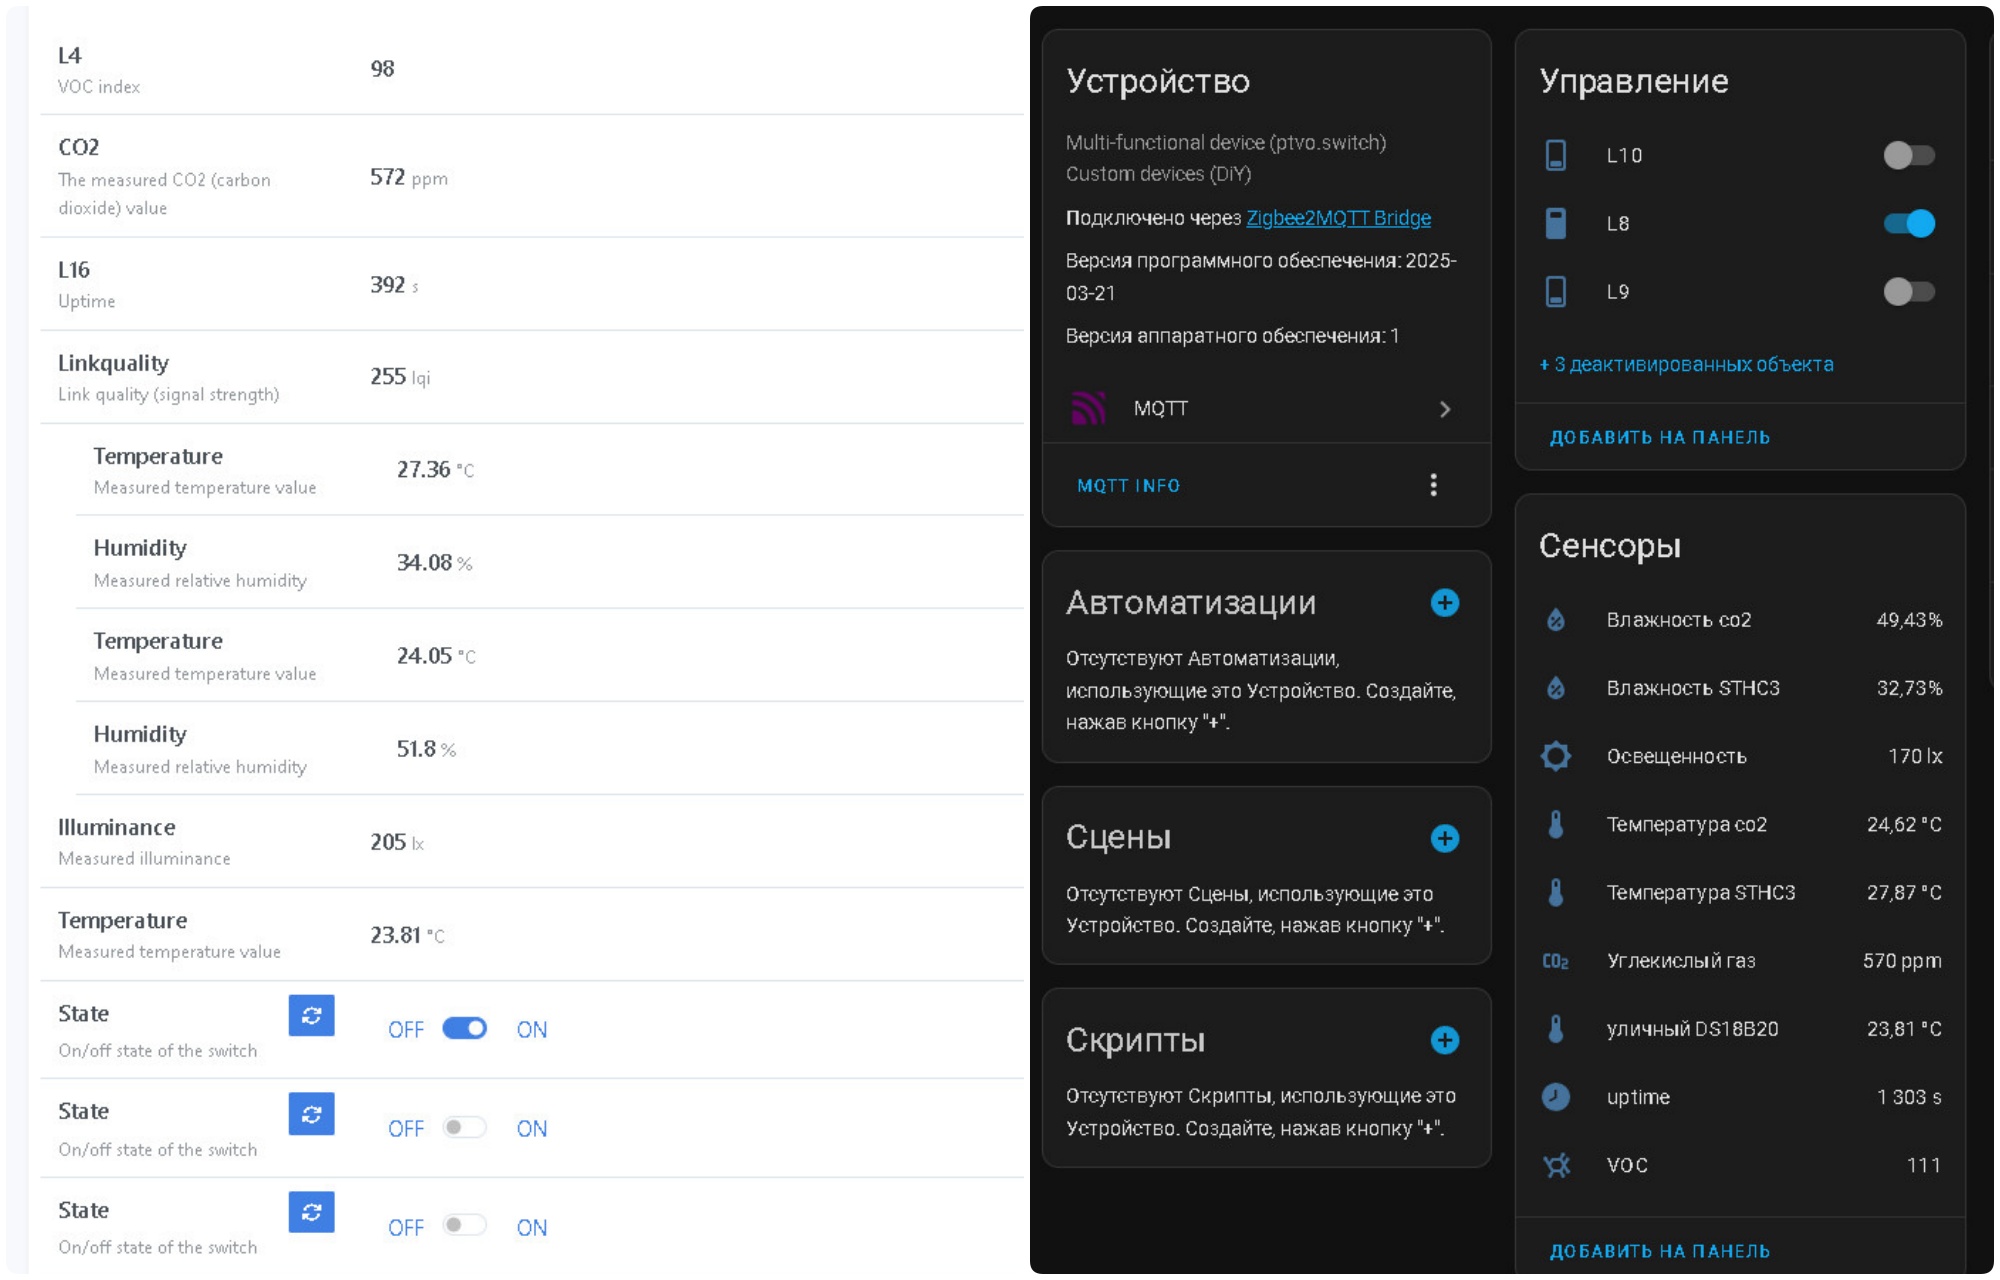 L4
VOC index
98
CO2
The measured CO2 (carbon
dioxide) value
572 ppm
L16
Uptime
392 s
Linkquality
Link quality (signal strength)
255 lqi
Temperature
Measured temperature value
27.36 °C
Humidity
Measured relative humidity
34.08 %
Temperature
Measured temperature value
24.05 °C
Humidity
Measured relative humidity
51.8 %
Illuminance
Measured illuminance
205 lx
Temperature
Measured temperature value
23.81 °C
State
On/off state of the switch
OFF ON
State
On/off state of the switch
OFF ON
State
On/off state of the switch
OFF ON
Устройство
Multi-functional device (ptvo.switch)
Custom devices (DiY)
Подключено через Zigbee2MQTT Bridge
Версия программного обеспечения: 2025-
03-21
Версия аппаратного обеспечения: 1
MQTT
MQTT INFO
Автоматизации
Отсутствуют Автоматизации,
использующие это Устройство. Создайте,
нажав кнопку "+".
Сцены
Отсутствуют Сцены, использующие это
Устройство. Создайте, нажав кнопку "+".
Скрипты
Отсутствуют Скрипты, использующие это
Устройство. Создайте, нажав кнопку "+".
Управление
L10
L8
L9
+ 3 деактивированных объекта
ДОБАВИТЬ НА ПАНЕЛЬ
Сенсоры
Влажность co2 49,43%
Влажность STHC3 32,73%
Освещенность 170 lx
Температура co2 24,62 °C
Температура STHC3 27,87 °C
CO2 Углекислый газ 570 ppm
уличный DS18B20 23,81 °C
uptime 1 303 s
VOC 111
ДОБАВИТЬ НА ПАНЕЛЬ